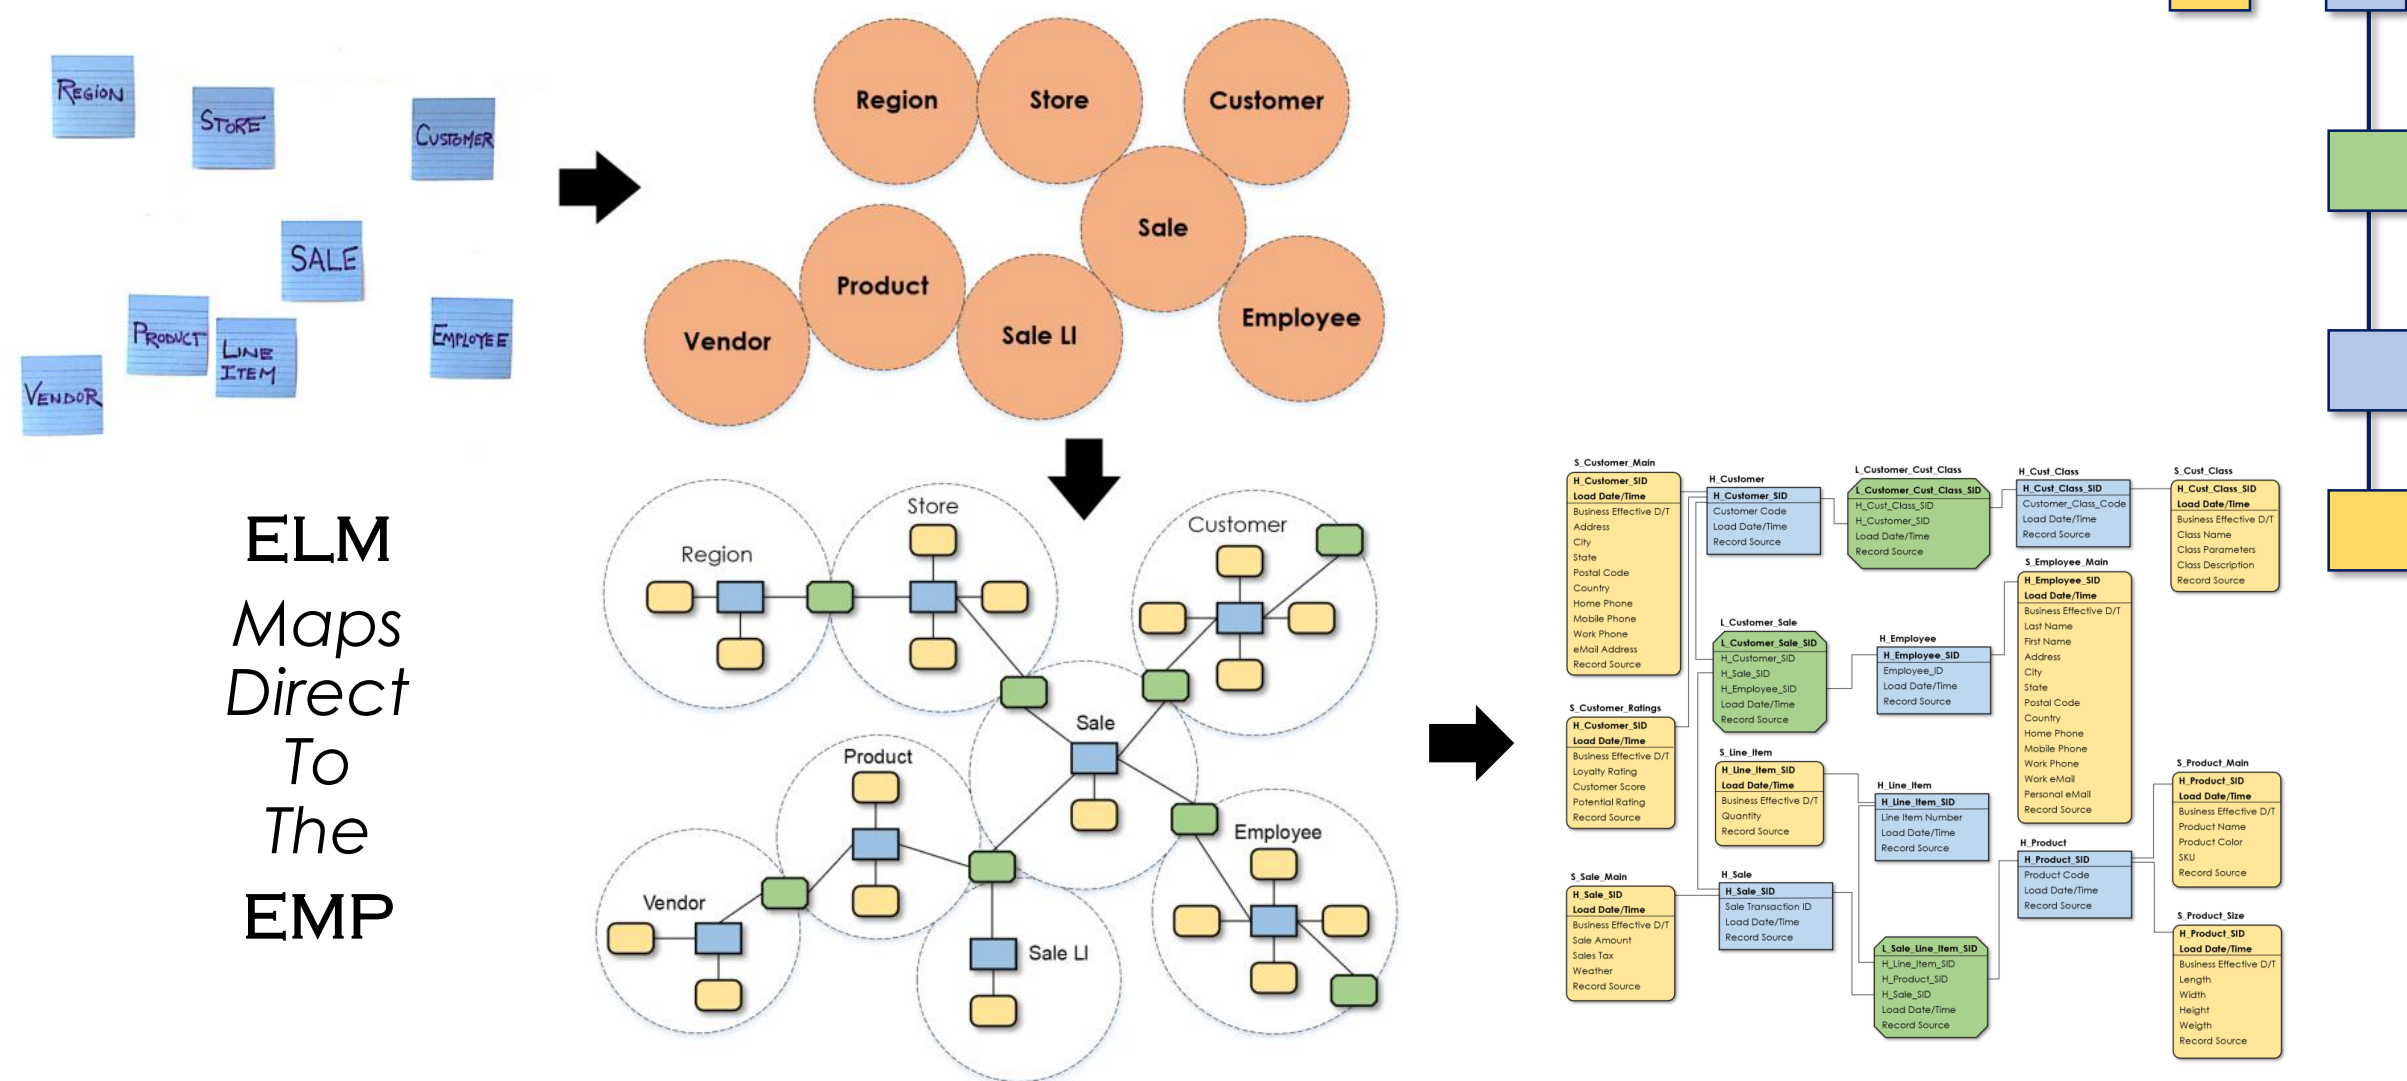 REGION
STORE
CUSTOMER
SALE
PRODUCT
LINE
ITEM
EMPLOYEE
VENDOR
Region
Store
Customer
Sale
Product
Sale LI
Employee
Vendor
ELM
Maps
Direct
To
The
EMP
Region
Store
Customer
Sale
Product
Employee
Vendor
Sale LI
S_Customer_Main
H_Customer_SID
Load Date/Time
Business Effective D/T
Address
City
State
Postal Code
Country
Home Phone
Mobile Phone
Work Phone
eMail Address
Record Source
H_Customer
H_Customer_SID
Customer Code
Load Date/Time
Record Source
L_Customer_Cust_Class
L_Customer_Cust_Class_SID
H_Cust_Class_SID
H_Customer_SID
Load Date/Time
Record Source
H_Cust_Class
H_Cust_Class_SID
Customer_Class_Code
Load Date/Time
Record Source
S_Cust_Class
H_Cust_Class_SID
Load Date/Time
Business Effective D/T
Class Name
Class Parameters
Class Description
Record Source
L_Customer_Sale
L_Customer_Sale_SID
H_Customer_SID
H_Sale_SID
H_Employee_SID
Load Date/Time
Record Source
H_Employee
H_Employee_SID
Employee_ID
Load Date/Time
Record Source
S_Employee_Main
H_Employee_SID
Load Date/Time
Business Effective D/T
Last Name
First Name
Address
City
State
Postal Code
Country
Home Phone
Mobile Phone
Work Phone
Work eMail
Personal eMail
Record Source
S_Customer_Ratings
H_Customer_SID
Load Date/Time
Business Effective D/T
Loyalty Rating
Customer Score
Potential Rating
Record Source
S_Line_Item
H_Line_Item_SID
Load Date/Time
Business Effective D/T
Quantity
Record Source
H_Line_Item
H_Line_Item_SID
Line Item Number
Load Date/Time
Record Source
S_Product_Main
H_Product_SID
Load Date/Time
Business Effective D/T
Product Name
Product Color
SKU
Record Source
H_Product
H_Product_SID
Product Code
Load Date/Time
Record Source
S_Sale_Main
H_Sale_SID
Load Date/Time
Business Effective D/T
Sale Amount
Sales Tax
Weather
Record Source
H_Sale
H_Sale_SID
Sale Transaction ID
Load Date/Time
Record Source
L_Sale_Line_Item_SID
H_Line_Item_SID
H_Product_SID
H_Sale_SID
Load Date/Time
Record Source
S_Product_Size
H_Product_SID
Load Date/Time
Business Effective D/T
Length
Width
Height
Weigth
Record Source